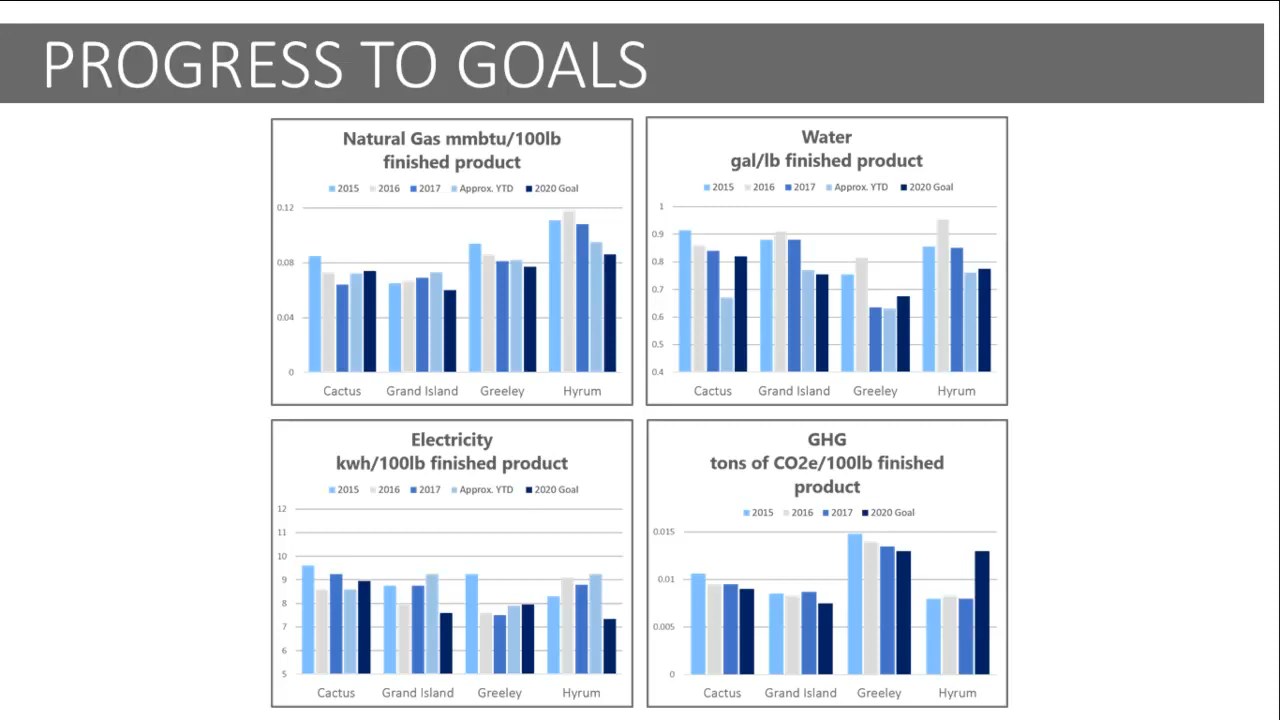 PROGRESS TO GOALS
Natural Gas mmbtu/100lb
finished product
2015 2016 2017 Approx. YTD 2020 Goal
0.12
0.08
0.04
0
Cactus Grand Island Greeley Hyrum
Water
gal/lb finished product
2015 2016 2017 Approx. YTD 2020 Goal
1
0.9
0.8
0.7
0.6
0.5
0.4
Cactus Grand Island Greeley Hyrum
Electricity
kwh/100lb finished product
2015 2016 2017 Approx. YTD 2020 Goal
12
11
10
9
8
7
6
5
Cactus Grand Island Greeley Hyrum
GHG
tons of CO2e/100lb finished
product
2015 2016 2017 2020 Goal
0.015
0.01
0.005
0
Cactus Grand Island Greeley Hyrum